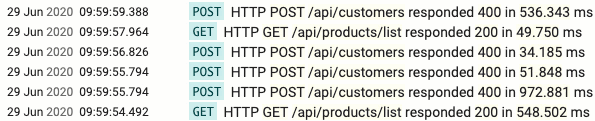 29 Jun 2020 09:59:59.388 POST HTTP POST /api/customers responded 400 in 536.343 ms
29 Jun 2020 09:59:57.964 GET HTTP GET /api/products/list responded 200 in 49.750 ms
29 Jun 2020 09:59:56.826 POST HTTP POST /api/customers responded 400 in 34.185 ms
29 Jun 2020 09:59:55.794 POST HTTP POST /api/customers responded 400 in 51.848 ms
29 Jun 2020 09:59:55.794 POST HTTP POST /api/customers responded 400 in 972.881 ms
29 Jun 2020 09:59:54.492 GET HTTP GET /api/products/list responded 200 in 548.502 ms